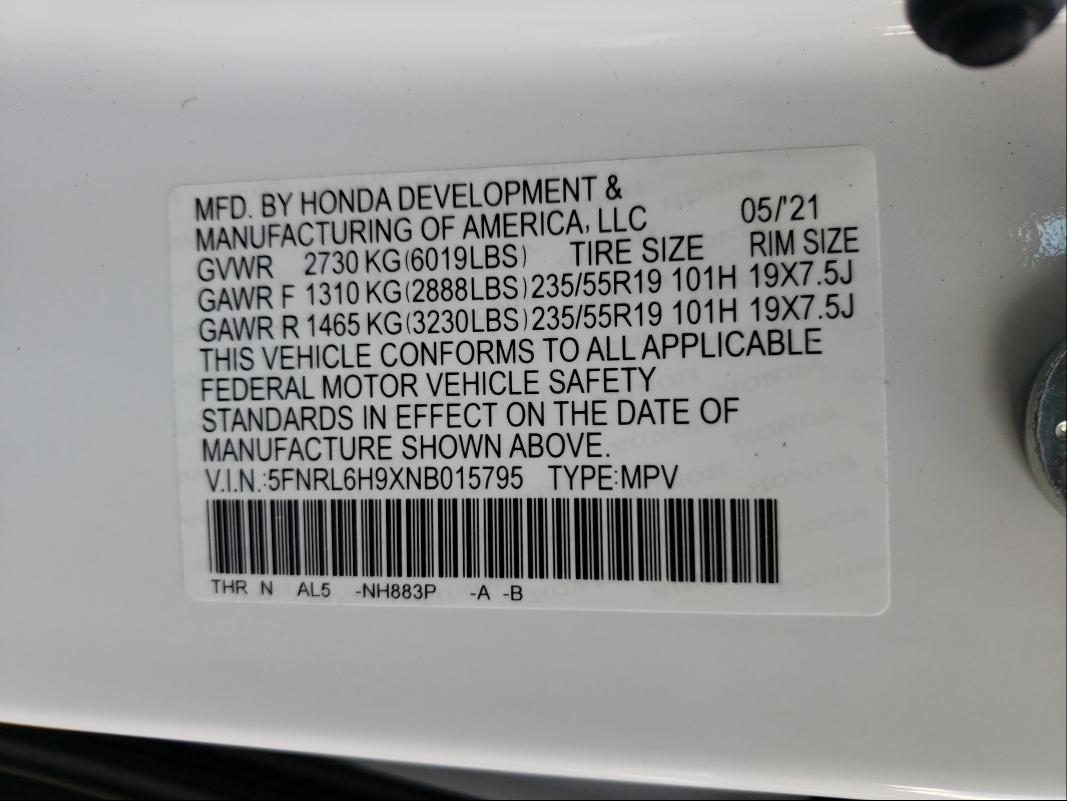 MFD. BY HONDA DEVELOPMENT &
MANUFACTURING OF AMERICA, LLC 05/'21
GVWR 2730 KG(6019LBS) TIRE SIZE RIM SIZE
GAWR F 1310 KG(2888LBS) 235/55R19 101H 19X7.5J
GAWR R 1465 KG(3230LBS) 235/55R19 101H 19X7.5J
THIS VEHICLE CONFORMS TO ALL APPLICABLE
FEDERAL MOTOR VEHICLE SAFETY
STANDARDS IN EFFECT ON THE DATE OF
MANUFACTURE SHOWN ABOVE.
V.I.N.:5FNRL6H9XNB015795 TYPE:MPV
THR N AL5 -NH883P -A -B